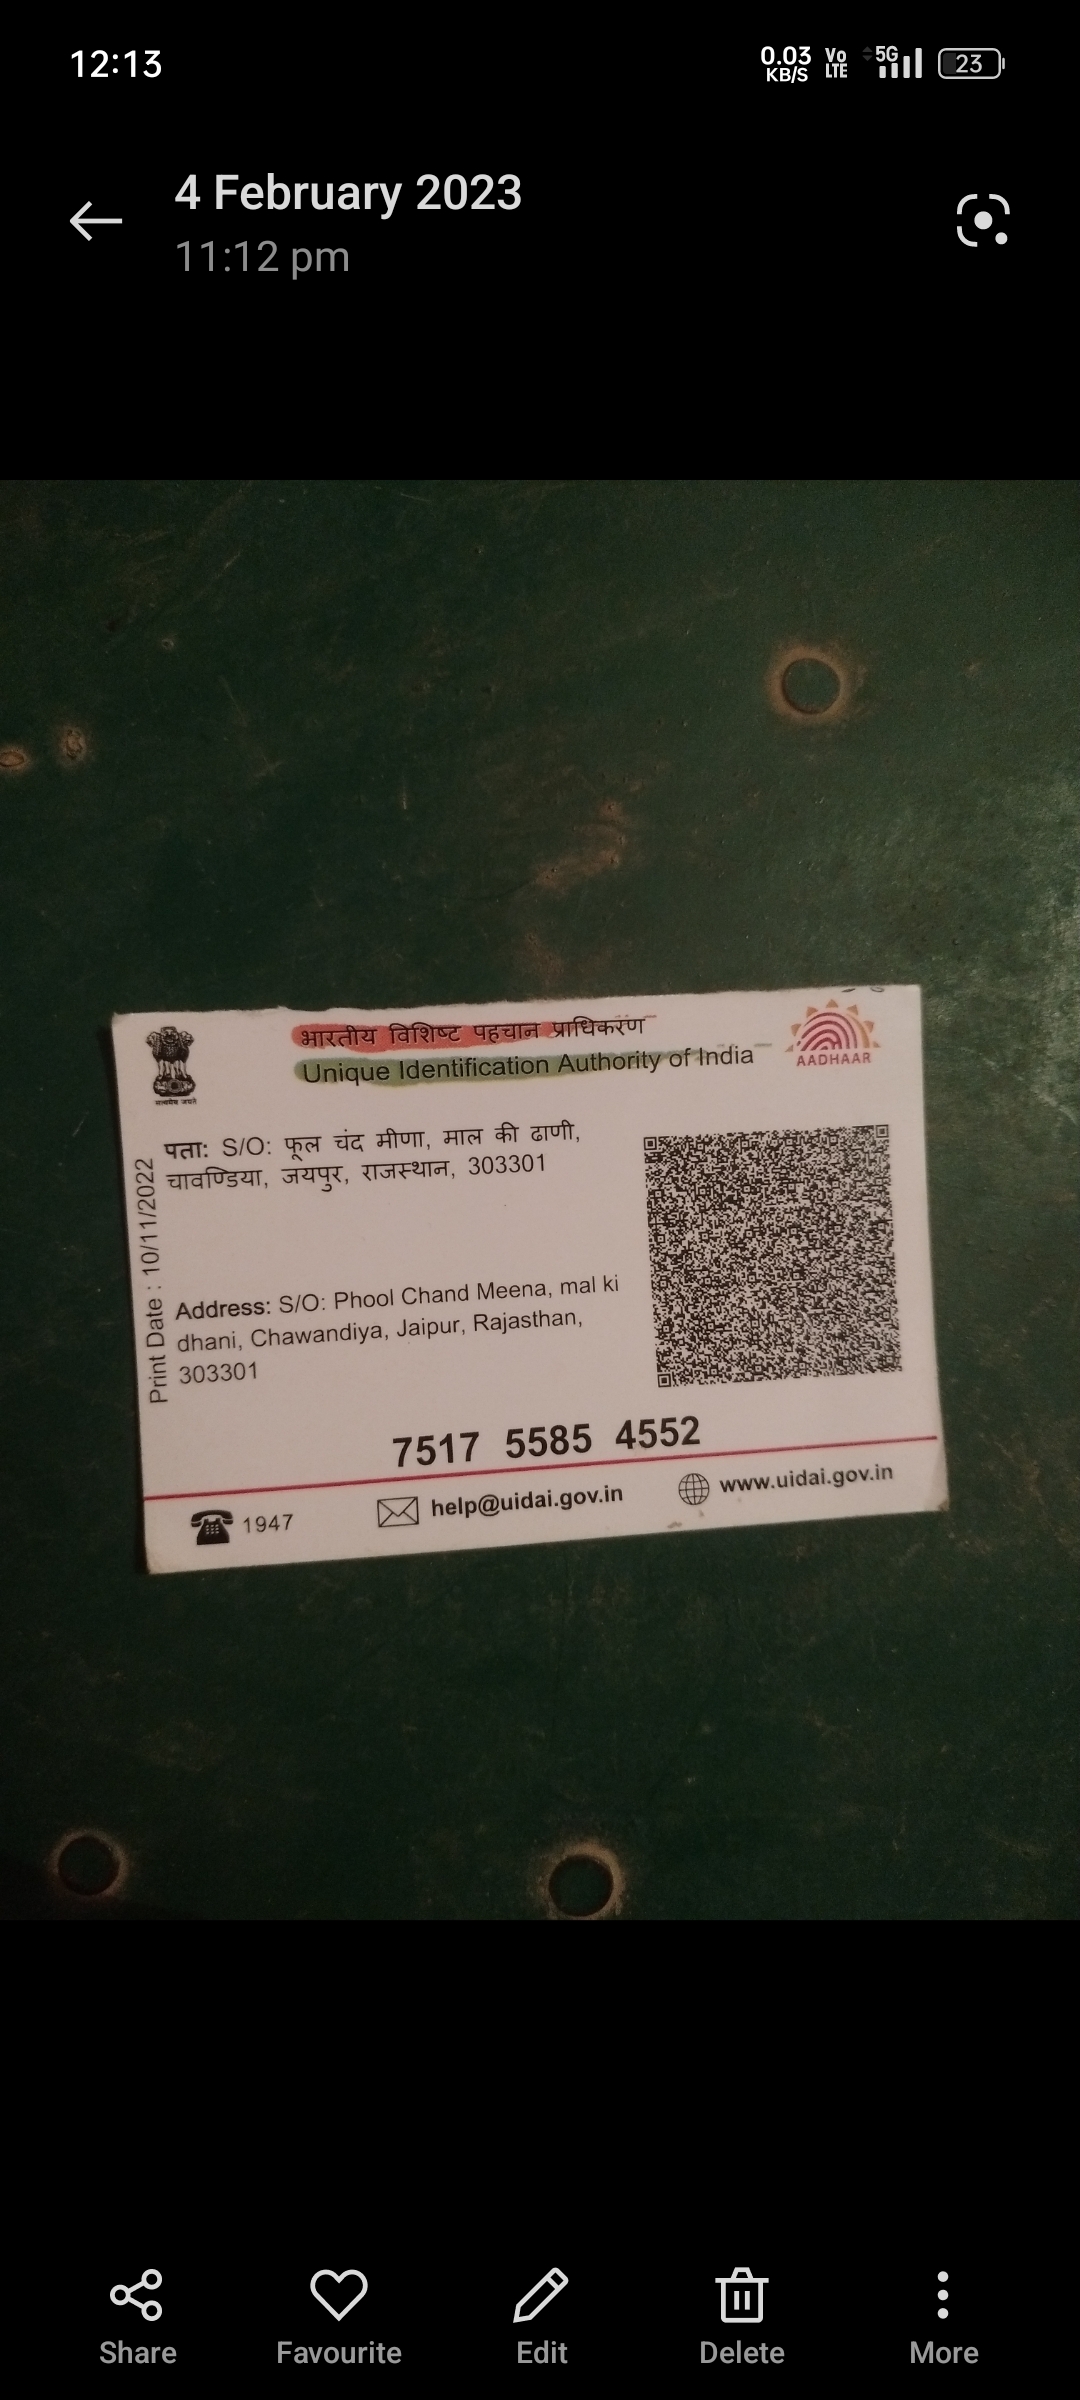 12:13
0.03 KB/S Vo LTE 5G 23
4 February 2023
11:12 pm
भारतीय विशिष्ट पहचान प्राधिकरण
Unique Identification Authority of India
AADHAAR
सत्यमेव जयते
पता: S/O: फूल चंद मीणा, माल की ढाणी,
चावण्डिया, जयपुर, राजस्थान, 303301
Print Date : 10/11/2022
Address: S/O: Phool Chand Meena, mal ki
dhani, Chawandiya, Jaipur, Rajasthan,
303301
7517 5585 4552
1947
help@uidai.gov.in
www.uidai.gov.in
Share
Favourite
Edit
Delete
More